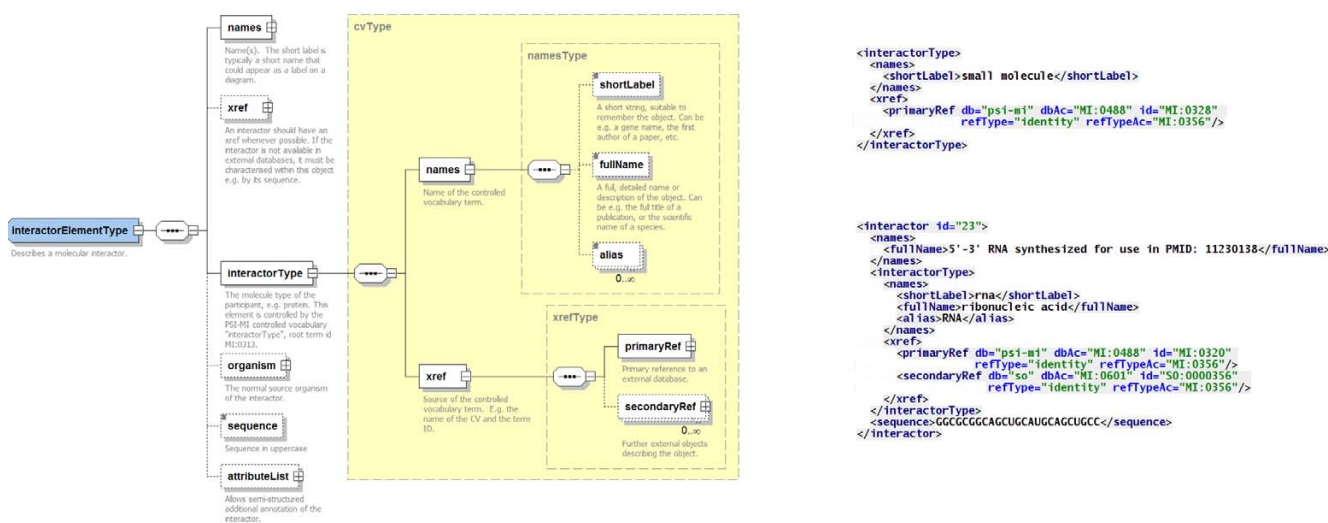 names
Name(s). The short label is
typically a short name that
could appear as a label on a
diagram.
xref
An interactor should have an
xref whenever possible. If the
interactor is not available in
external databases, it must be
characterised within this object
e.g. by its sequence.
interactorElementType
Describes a molecular interactor.
interactorType
The molecule type of the
participant, e.g. protein. This
element is controlled by the
PSI-MI controlled vocabulary
"interactorType", root term id
MI:0313.
organism
The normal source organism
of the interactor.
sequence
Sequence in uppercase
attributeList
Allows semi-structured
additional annotation of the
interactor.
cvType
names
Name of the controlled
vocabulary term.
xref
Source of the controlled
vocabulary term. E.g. the
name of the CV and the term
ID.
namesType
shortLabel
A short string, suitable to
remember the object. Can be
e.g. a gene name, the first
author of a paper, etc.
fullName
A full, detailed name or
description of the object. Can
be e.g. the full title of a
publication, or the scientific
name of a species.
alias
0..∞
xrefType
primaryRef
Primary reference to an
external database.
secondaryRef
0..∞
Further external objects
describing the object.
<interactorType>
<names>
<shortLabel>small molecule</shortLabel>
</names>
<xref>
<primaryRef db="psi-mi" dbAc="MI:0488" id="MI:0328"
refType="identity" refTypeAc="MI:0356"/>
</xref>
</interactorType>
<interactor id="23">
<names>
<fullName>5'-3' RNA synthesized for use in PMID: 11230138</fullName>
</names>
<interactorType>
<names>
<shortLabel>rna</shortLabel>
<fullName>ribonucleic acid</fullName>
<alias>RNA</alias>
</names>
<xref>
<primaryRef db="psi-mi" dbAc="MI:0488" id="MI:0320"
refType="identity" refTypeAc="MI:0356"/>
<secondaryRef db="so" dbAc="MI:0601" id="SO:0000356"
refType="identity" refTypeAc="MI:0356"/>
</xref>
</interactorType>
<sequence>GGCGCGGCAGCUGCAUGCAGCUGCC</sequence>
</interactor>